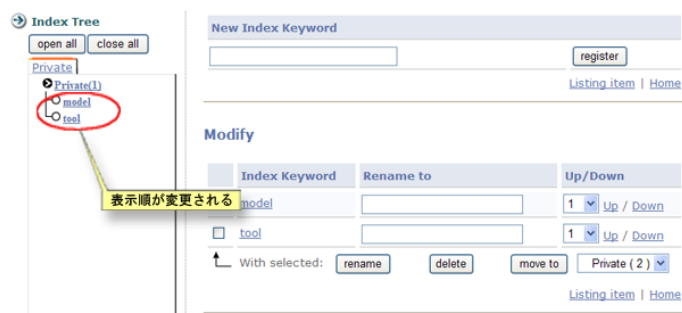 Index Tree
open all close all
Private
Private(1)
model
tool
表示順が変更される
New Index Keyword
register
Listing item | Home
Modify
Index Keyword Rename to Up/Down
model 1 Up / Down
tool 1 Up / Down
With selected: rename delete move to Private ( 2 )
Listing item | Home